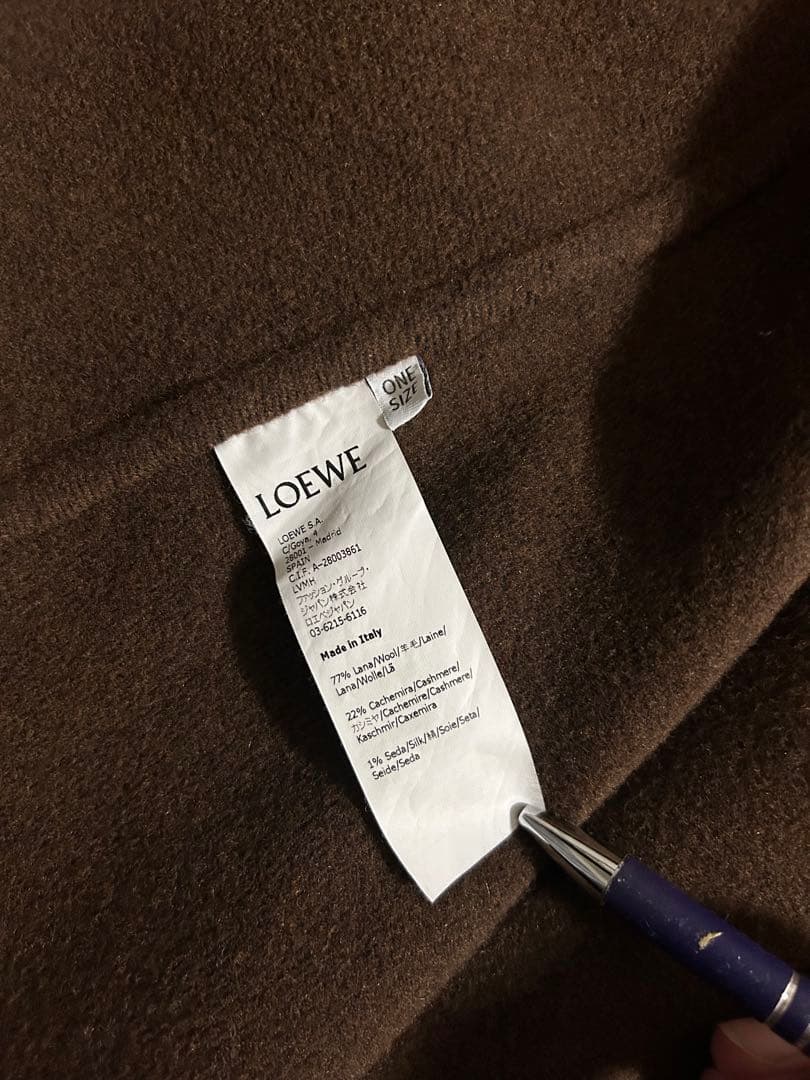 ONE
SIZE
LOEWE
LOEWE S.A.
C/Goya, 4
28001 - Madrid
SPAIN
C.I.F. A-28003861
LVMH
ファッション・グループ・
ジャパン株式会社
ロエベジャパン
03-6215-6116
Made in Italy
77% Lana/Wool/羊毛/Laine/
Lana/Wolle/Lã
22% Cachemira/Cashmere/
カシミヤ/Cachemire/Cashmere/
Kaschmir/Caxemira
1% Seda/Silk/絹/Soie/Seta/
Seide/Seda